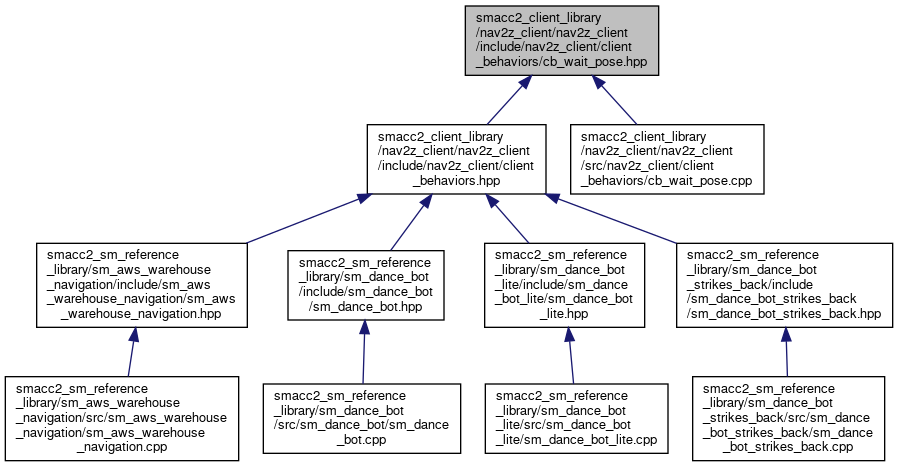 smacc2_client_library
/nav2z_client/nav2z_client
/include/nav2z_client/client
_behaviors/cb_wait_pose.hpp
smacc2_client_library
/nav2z_client/nav2z_client
/include/nav2z_client/client
_behaviors.hpp
smacc2_client_library
/nav2z_client/nav2z_client
/src/nav2z_client/client
_behaviors/cb_wait_pose.cpp
smacc2_sm_reference
_library/sm_aws_warehouse
_navigation/include/sm_aws
_warehouse_navigation/sm_aws
_warehouse_navigation.hpp
smacc2_sm_reference
_library/sm_dance_bot
/include/sm_dance_bot
/sm_dance_bot.hpp
smacc2_sm_reference
_library/sm_dance_bot
_lite/include/sm_dance
_bot_lite/sm_dance_bot
_lite.hpp
smacc2_sm_reference
_library/sm_dance_bot
_strikes_back/include
/sm_dance_bot_strikes_back
/sm_dance_bot_strikes_back.hpp
smacc2_sm_reference
_library/sm_aws_warehouse
_navigation/src/sm_aws_warehouse
_navigation/sm_aws_warehouse
_navigation.cpp
smacc2_sm_reference
_library/sm_dance_bot
/src/sm_dance_bot/sm_dance
_bot.cpp
smacc2_sm_reference
_library/sm_dance_bot
_lite/src/sm_dance_bot
_lite/sm_dance_bot_lite.cpp
smacc2_sm_reference
_library/sm_dance_bot
_strikes_back/src/sm_dance
_bot_strikes_back/sm_dance
_bot_strikes_back.cpp